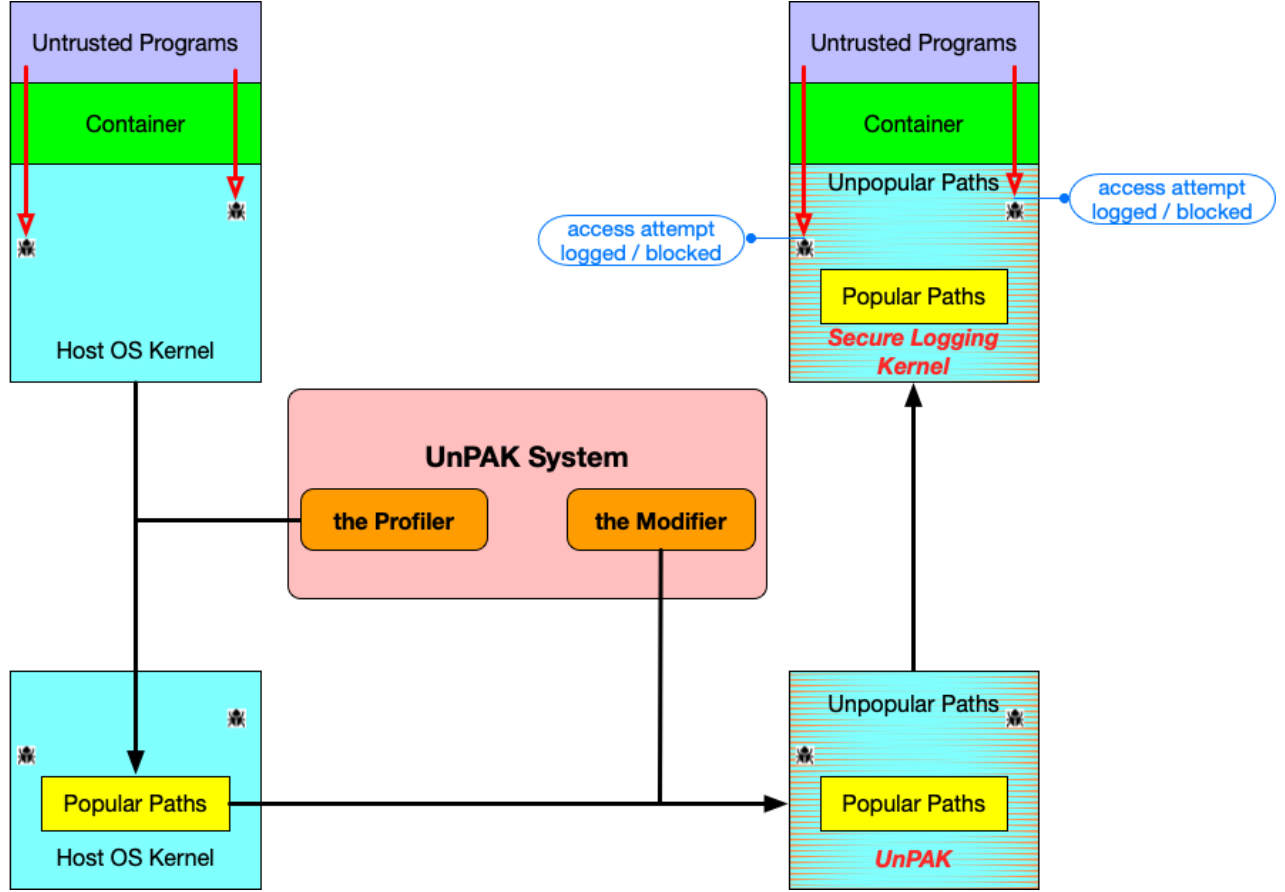 Untrusted Programs
Container
Host OS Kernel
Untrusted Programs
Container
Unpopular Paths
access attempt
logged / blocked
access attempt
logged / blocked
Popular Paths
Secure Logging
Kernel
UnPAK System
the Profiler
the Modifier
Popular Paths
Host OS Kernel
Unpopular Paths
Popular Paths
UnPAK